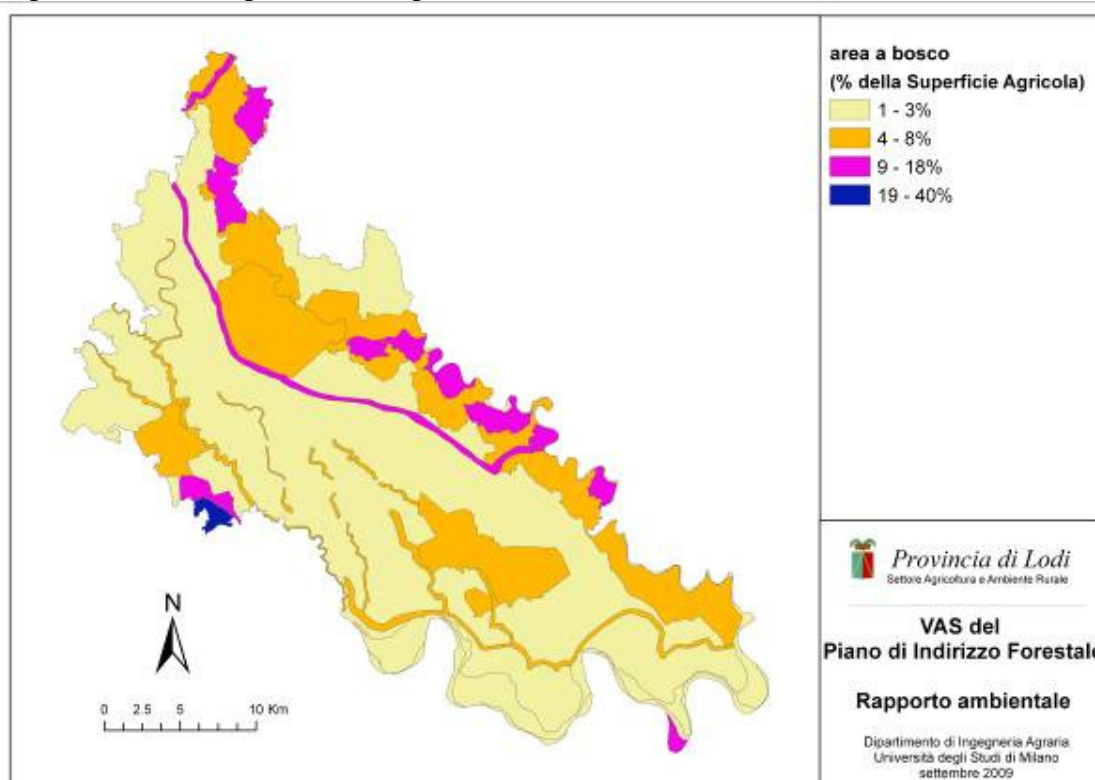 area a bosco
(% della Superficie Agricola)
1 - 3%
4 - 8%
9 - 18%
19 - 40%
Provincia di Lodi
Settore Agricoltura e Ambiente Rurale
VAS del
Piano di Indirizzo Forestale
Rapporto ambientale
Dipartimento di Ingegneria Agraria
Università degli Studi di Milano
settembre 2009
N
0 2.5 5 10 Km